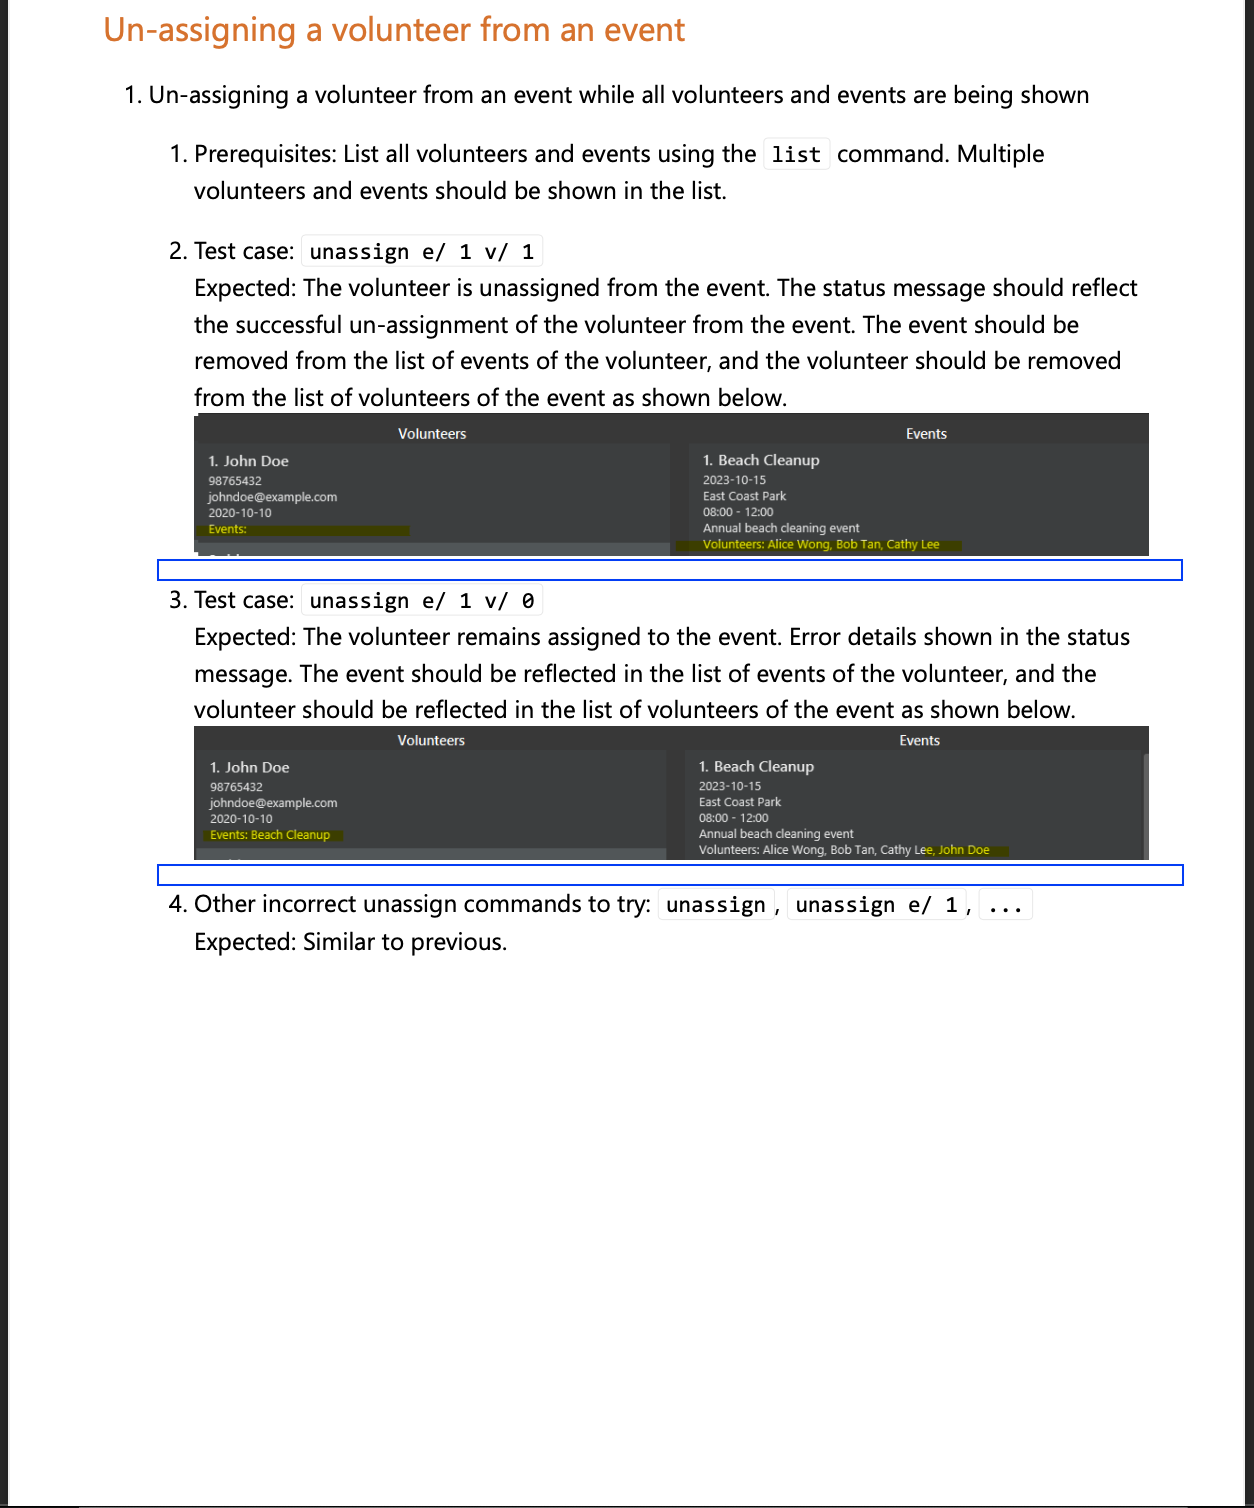 Un-assigning a volunteer from an event
1. Un-assigning a volunteer from an event while all volunteers and events are being shown
1. Prerequisites: List all volunteers and events using the list command. Multiple
volunteers and events should be shown in the list.
2. Test case: unassign e/ 1 v/ 1
Expected: The volunteer is unassigned from the event. The status message should reflect
the successful un-assignment of the volunteer from the event. The event should be
removed from the list of events of the volunteer, and the volunteer should be removed
from the list of volunteers of the event as shown below.
Volunteers Events
1. John Doe
98765432
johndoe@example.com
2020-10-10
Events:
1. Beach Cleanup
2023-10-15
East Coast Park
08:00 - 12:00
Annual beach cleaning event
Volunteers: Alice Wong, Bob Tan, Cathy Lee
3. Test case: unassign e/ 1 v/ 0
Expected: The volunteer remains assigned to the event. Error details shown in the status
message. The event should be reflected in the list of events of the volunteer, and the
volunteer should be reflected in the list of volunteers of the event as shown below.
Volunteers Events
1. John Doe
98765432
johndoe@example.com
2020-10-10
Events: Beach Cleanup
1. Beach Cleanup
2023-10-15
East Coast Park
08:00 - 12:00
Annual beach cleaning event
Volunteers: Alice Wong, Bob Tan, Cathy Lee, John Doe
4. Other incorrect unassign commands to try: unassign, unassign e/ 1, ...
Expected: Similar to previous.